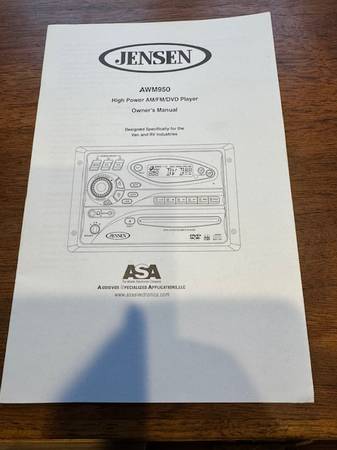 JENSEN
AWM950
High Power AM/FM/DVD Player
Owner's Manual
Designed Specifically for the
Van and RV Industries
JENSEN
DVD
ASA
AUDIOVOX SPECIALIZED APPLICATIONS, LLC
www.asaelectronics.com